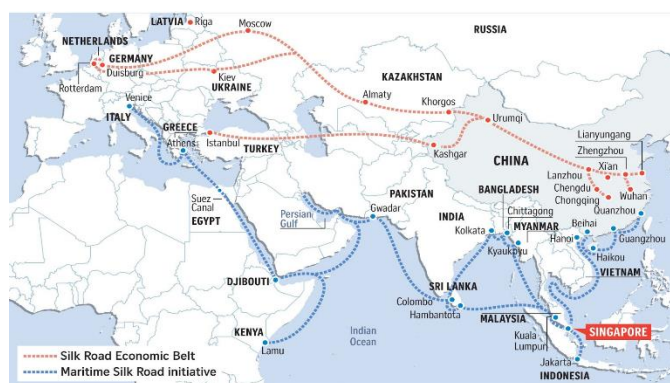 LATVIA
Riga
Moscow
RUSSIA
NETHERLANDS
GERMANY
Duisburg
Rotterdam
Kiev
UKRAINE
KAZAKHSTAN
Venice
Almaty
Khorgos
Urumqi
ITALY
GREECE
Athens
Istanbul
TURKEY
Kashgar
Lianyungang
Zhengzhou
CHINA
Xi'an
Lanzhou
Chengdu
Chongqing
Wuhan
Quanzhou
Suez
Canal
EGYPT
Persian
Gulf
PAKISTAN
Gwadar
INDIA
Kolkata
BANGLADESH
Chittagong
MYANMAR
Kyaukpyu
Beihai
Hanoi
Guangzhou
Haikou
VIETNAM
DJIBOUTI
SRI LANKA
Colombo
Hambantota
MALAYSIA
Kuala
Lumpur
SINGAPORE
KENYA
Lamu
Indian
Ocean
Jakarta
INDONESIA
Silk Road Economic Belt
Maritime Silk Road initiative